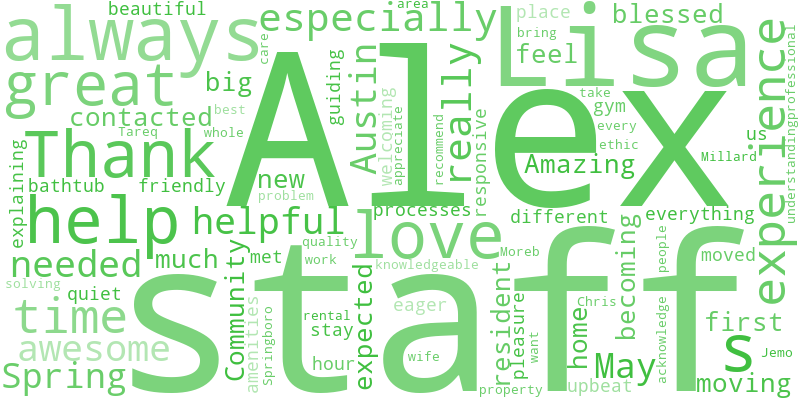 beautiful
area
always
especially
Lisa
place
blessed
bring
feel
great
big
care
guiding
Austin
really
contacted
Tareq
whole
best
Alex
welcoming
appreciate
recommend
responsive
take
gym
every
ethic
us
experience
understanding
professional
Thank
Amazing
Millard
explaining
bathtub
friendly
new
problem
help
helpful
processes
different
everything
needed
much
Community
met
quality
work
love
knowledgeable
Moreb
becoming
people
moved
solving
quiet
time
staff
amenities
Springboro
rental
stay
expected
eager
resident
pleasure
Chris
home
acknowledge
first
s
awesome
hour
wife
want
May
Jemo
Spring
property
upbeat
moving